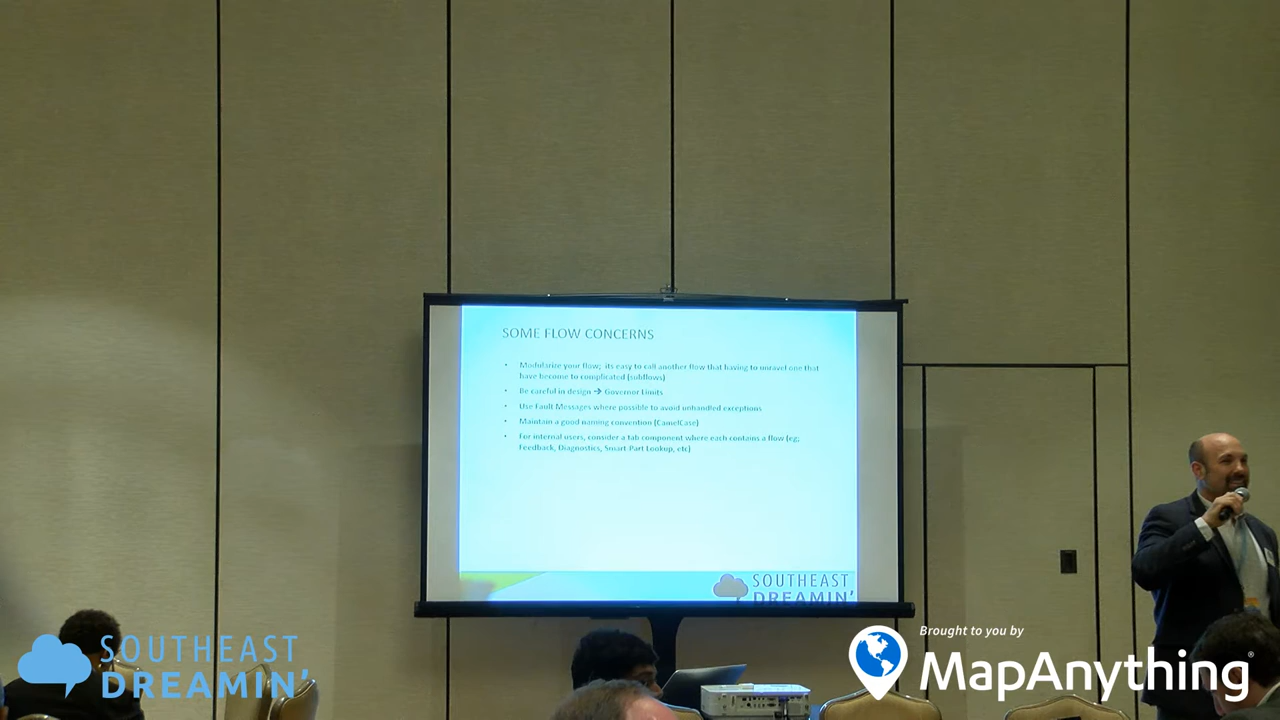 SOME FLOW CONCERNS
• Modularize your flow; its easy to call another flow that having to unravel one that
have become to complicated (subflows)
• Be careful in design → Governor Limits
• Use Fault Messages where possible to avoid unhandled exceptions
• Maintain a good naming convention (CamelCase)
• For internal users, consider a tab component where each contains a flow (eg;
Feedback, Diagnostics, Smart Part Lookup, etc)
SOUTHEAST
DREAMIN'
SOUTHEAST
DREAMIN'
Brought to you by
MapAnything®